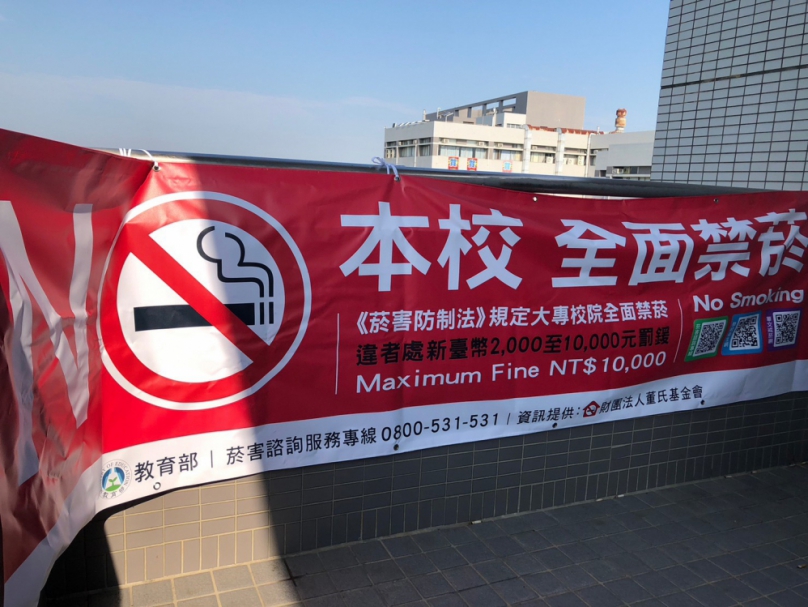 本校 全面禁菸
《菸害防制法》規定大專校院全面禁菸
違者處新臺幣2,000至10,000元罰鍰
Maximum Fine NT$10,000
No Smoking
教育部 | 菸害諮詢服務專線 0800-531-531 | 資訊提供:財團法人董氏基金會